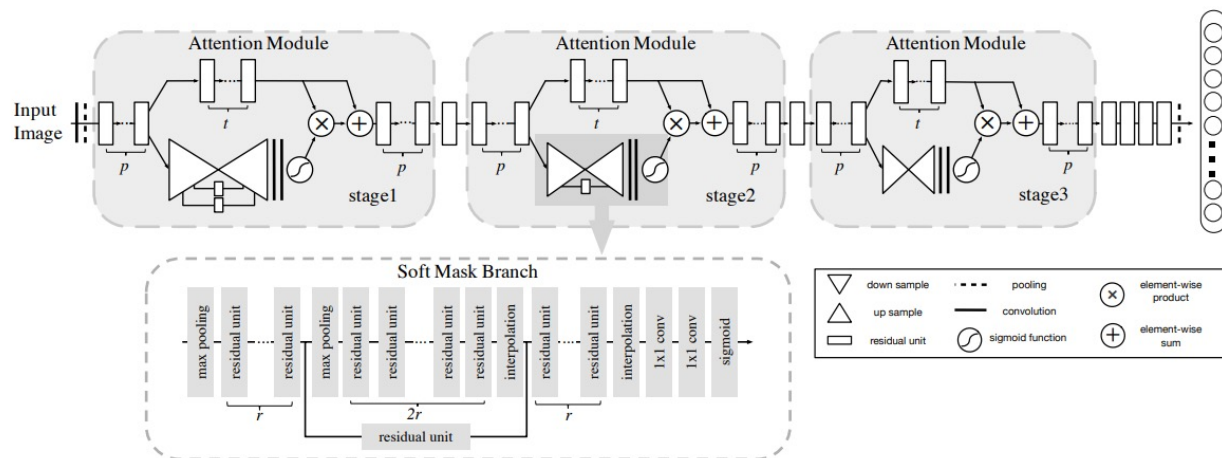 Attention Module
Attention Module
Attention Module
Input
Image
t
t
t
p
p
p
p
p
p
stage1
stage2
stage3
Soft Mask Branch
max pooling
residual unit
residual unit
max pooling
residual unit
residual unit
residual unit
residual unit
interpolation
residual unit
residual unit
interpolation
1x1 conv
1x1 conv
sigmoid
r
2r
r
residual unit
down sample
pooling
element-wise
product
up sample
convolution
residual unit
sigmoid function
element-wise
sum